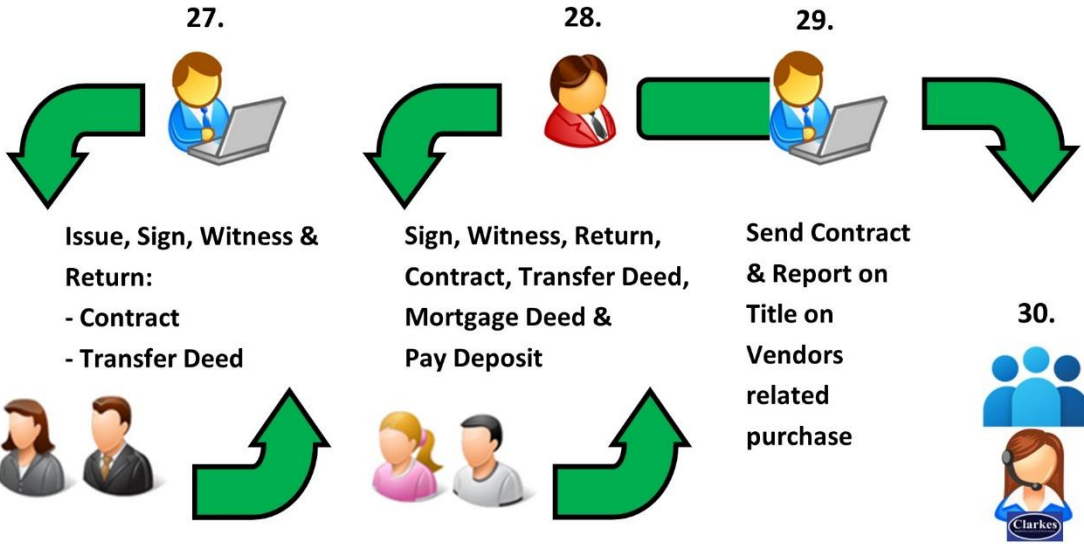 27.
28.
29.
Issue, Sign, Witness &
Return:
- Contract
- Transfer Deed
Sign, Witness, Return,
Contract, Transfer Deed,
Mortgage Deed &
Pay Deposit
Send Contract
& Report on
Title on
Vendors
related
purchase
30.
Clarkes